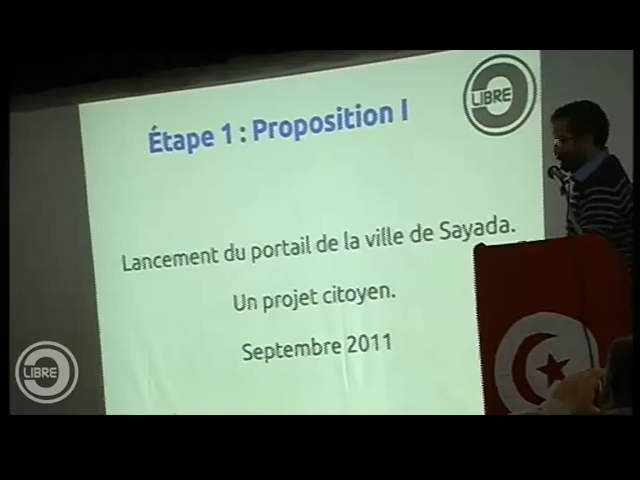 LIBRE
Étape 1 : Proposition I
Lancement du portail de la ville de Sayada.
Un projet citoyen.
Septembre 2011
LIBRE